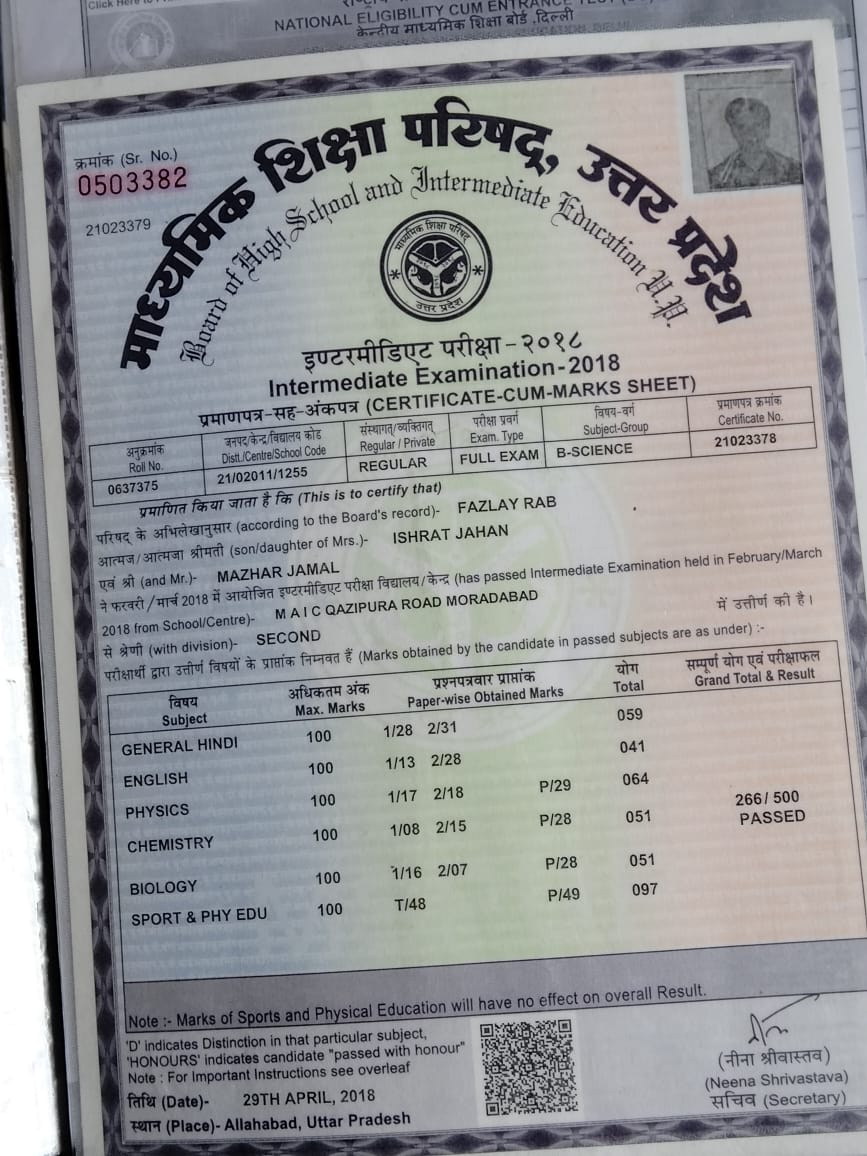 Click Here to
NATIONAL ELIGIBILITY CUM ENTRANCE
केन्द्रीय माध्यमिक शिक्षा बोर्ड ,दिल्ली
क्रमांक (Sr. No.)
0503382
21023379
माध्यमिक शिक्षा परिषद्, उत्तर प्रदेश
Board of High School and Intermediate Education U.P.
माध्यमिक शिक्षा परिषद
उत्तर प्रदेश
इण्टरमीडिएट परीक्षा-२०१८
Intermediate Examination-2018
प्रमाणपत्र-सह-अंकपत्र (CERTIFICATE-CUM-MARKS SHEET)
अनुक्रमांक जनपद/केन्द्र/विद्यालय कोड संस्थागत/व्यक्तिगत परीक्षा प्रवर्ग विषय-वर्ग प्रमाणपत्र क्रमांक
Roll No. Distt./Centre/School Code Regular / Private Exam. Type Subject-Group Certificate No.
0637375 21/02011/1255 REGULAR FULL EXAM B-SCIENCE 21023378
प्रमाणित किया जाता है कि (This is to certify that)
परिषद् के अभिलेखानुसार (according to the Board's record)- FAZLAY RAB
आत्मज/आत्मजा श्रीमती (son/daughter of Mrs.)- ISHRAT JAHAN
एवं श्री (and Mr.)- MAZHAR JAMAL
ने फरवरी/मार्च 2018 में आयोजित इण्टरमीडिएट परीक्षा विद्यालय/केन्द्र (has passed Intermediate Examination held in February/March
2018 from School/Centre)- M A I C QAZIPURA ROAD MORADABAD
से श्रेणी (with division)- SECOND में उत्तीर्ण की है।
परीक्षार्थी द्वारा उत्तीर्ण विषयों के प्राप्तांक निम्नवत हैं (Marks obtained by the candidate in passed subjects are as under) :-
विषय अधिकतम अंक प्रश्नपत्रवार प्राप्तांक योग सम्पूर्ण योग एवं परीक्षाफल
Subject Max. Marks Paper-wise Obtained Marks Total Grand Total & Result
GENERAL HINDI 100 1/28 2/31 059
ENGLISH 100 1/13 2/28 041
PHYSICS 100 1/17 2/18 P/29 064
CHEMISTRY 100 1/08 2/15 P/28 051
266/500
PASSED
BIOLOGY 100 1/16 2/07 P/28 051
SPORT & PHY EDU 100 T/48 P/49 097
Note :- Marks of Sports and Physical Education will have no effect on overall Result.
'D' indicates Distinction in that particular subject,
'HONOURS' indicates candidate "passed with honour"
Note : For Important Instructions see overleaf
तिथि (Date)- 29TH APRIL, 2018
स्थान (Place)- Allahabad, Uttar Pradesh
(नीना श्रीवास्तव)
(Neena Shrivastava)
सचिव (Secretary)